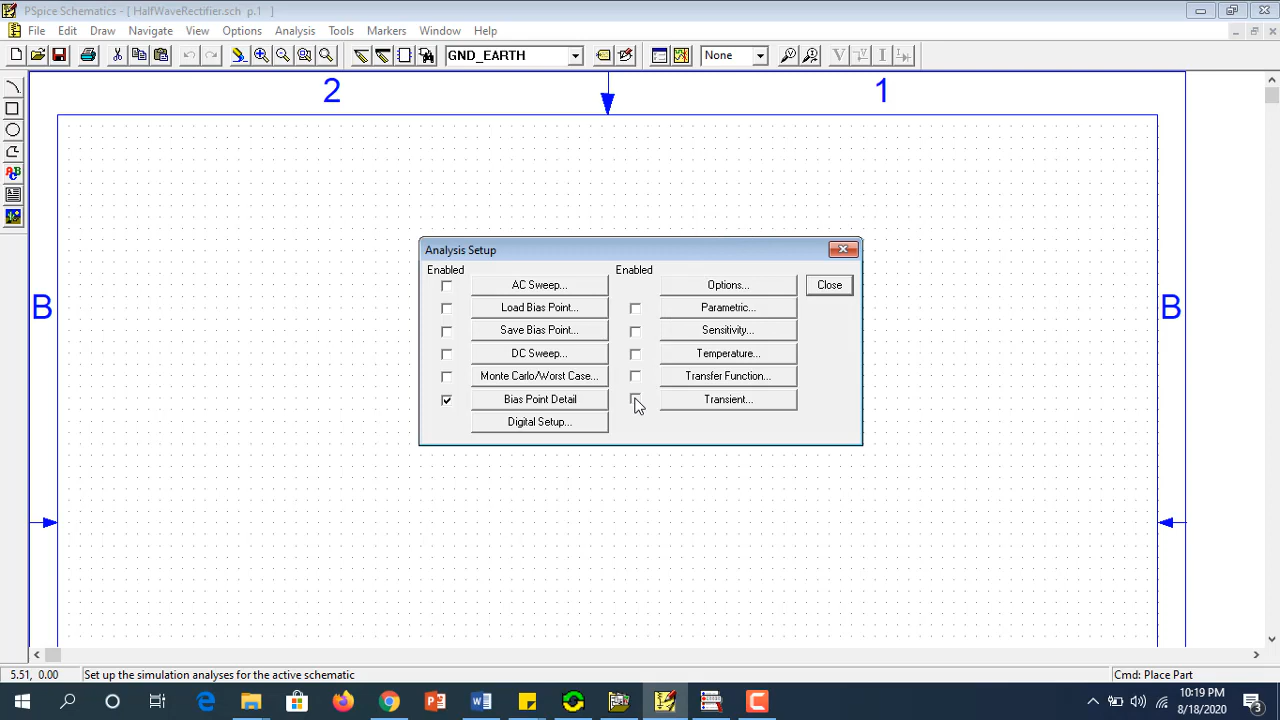 PSpice Schematics - [ HalfWaveRectifier.sch p.1 ]
File Edit Draw Navigate View Options Analysis Tools Markers Window Help
GND_EARTH None V I
2 1
ABC
Analysis Setup
Enabled Enabled
AC Sweep... Options... Close
Load Bias Point... Parametric...
Save Bias Point... Sensitivity...
B B
DC Sweep... Temperature...
Monte Carlo/Worst Case... Transfer Function...
Bias Point Detail Transient...
Digital Setup...
5.51, 0.00 Set up the simulation analyses for the active schematic Cmd: Place Part
10:19 PM
8/18/2020
3